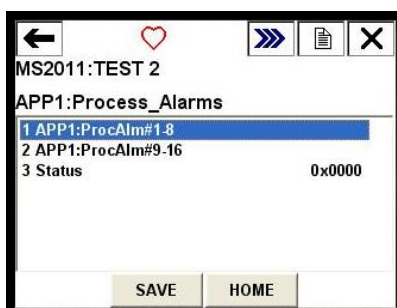 MS2011:TEST 2
APP1:Process_Alarms
1 APP1:ProcAlm#1-8
2 APP1:ProcAlm#9-16
3 Status 0x0000
SAVE HOME